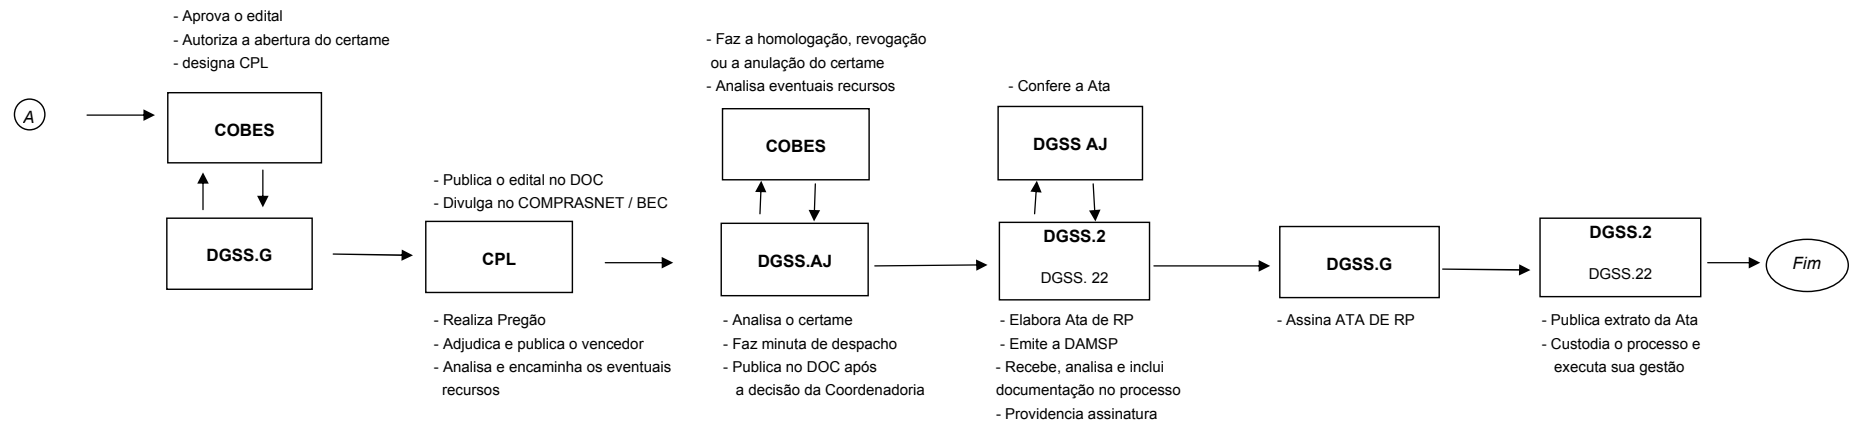 - Aprova o edital
- Autoriza a abertura do certame
- designa CPL
A
COBES
DGSS.G
- Publica o edital no DOC
- Divulga no COMPRASNET / BEC
CPL
- Realiza Pregão
- Adjudica e publica o vencedor
- Analisa e encaminha os eventuais
recursos
- Faz a homologação, revogação
ou a anulação do certame
- Analisa eventuais recursos
COBES
DGSS.AJ
- Analisa o certame
- Faz minuta de despacho
- Publica no DOC após
a decisão da Coordenadoria
- Confere a Ata
DGSS AJ
DGSS.2
DGSS. 22
- Elabora Ata de RP
- Emite a DAMSP
- Recebe, analisa e inclui
documentação no processo
- Providencia assinatura
DGSS.G
- Assina ATA DE RP
DGSS.2
DGSS.22
- Publica extrato da Ata
- Custodia o processo e
executa sua gestão
Fim